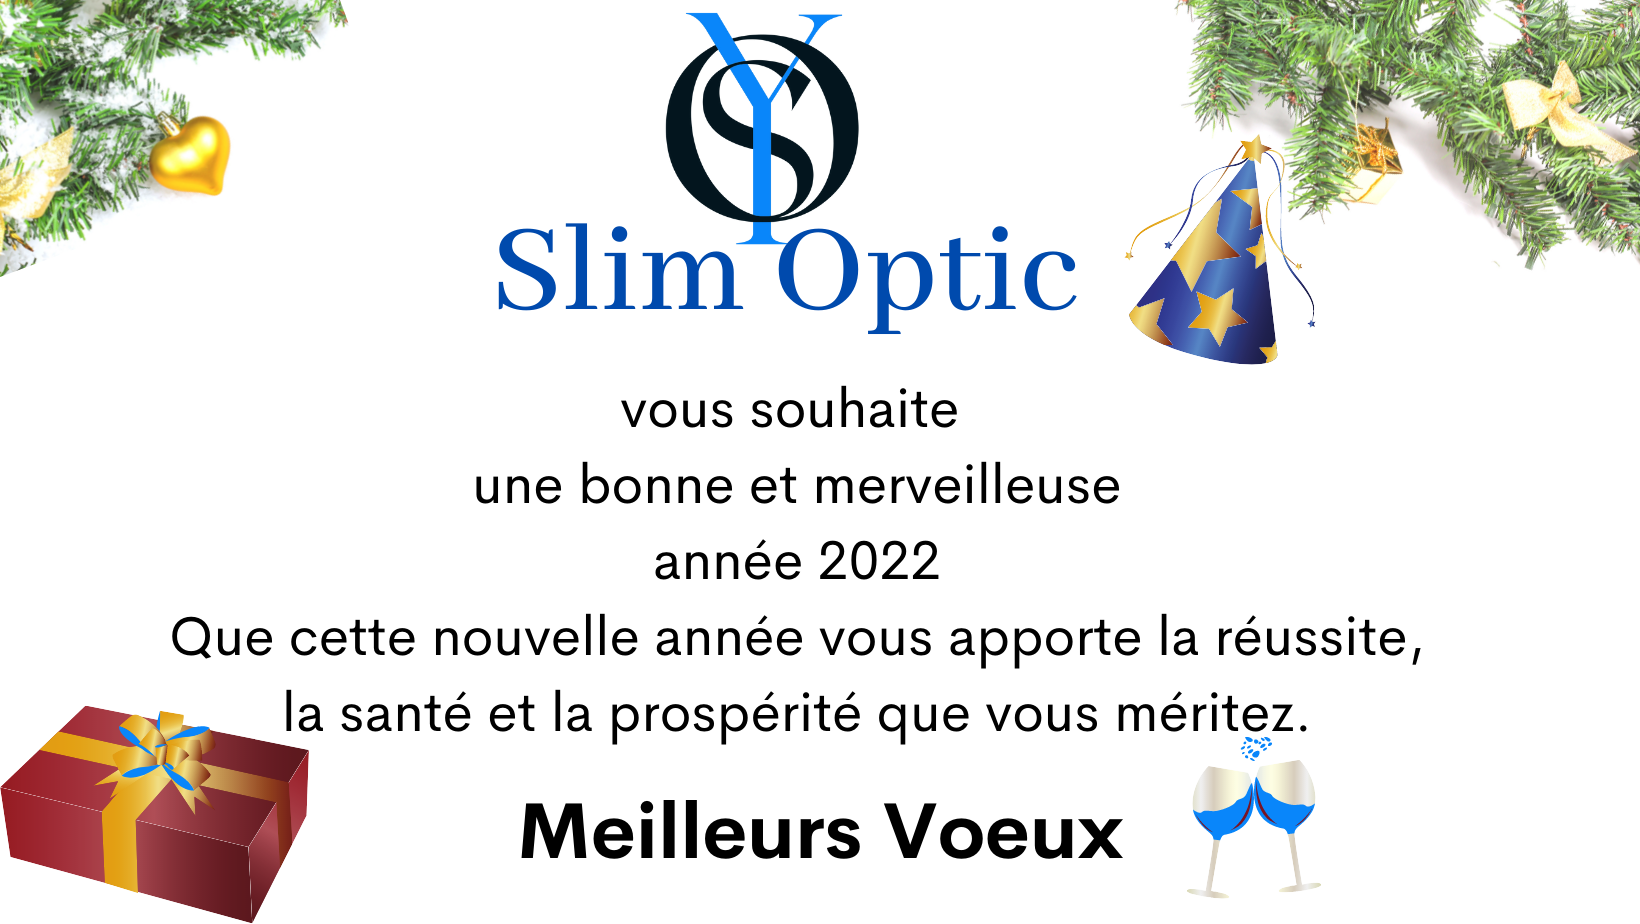 YSO
Slim Optic
vous souhaite
une bonne et merveilleuse
année 2022
Que cette nouvelle année vous apporte la réussite,
la santé et la prospérité que vous méritez.
Meilleurs Voeux